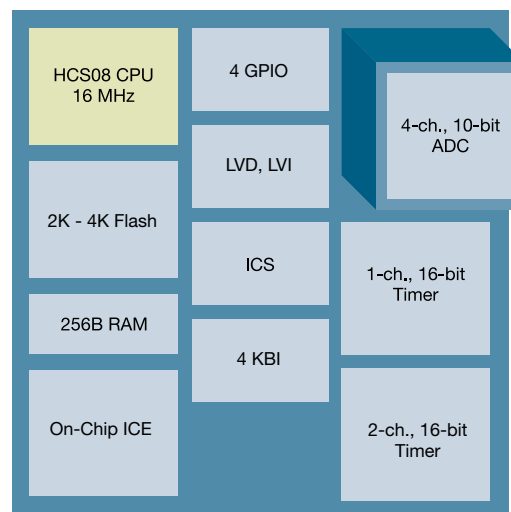 HCS08 CPU
16 MHz
2K - 4K Flash
256B RAM
On-Chip ICE
4 GPIO
LVD, LVI
ICS
4 KBI
4-ch., 10-bit
ADC
1-ch., 16-bit
Timer
2-ch., 16-bit
Timer